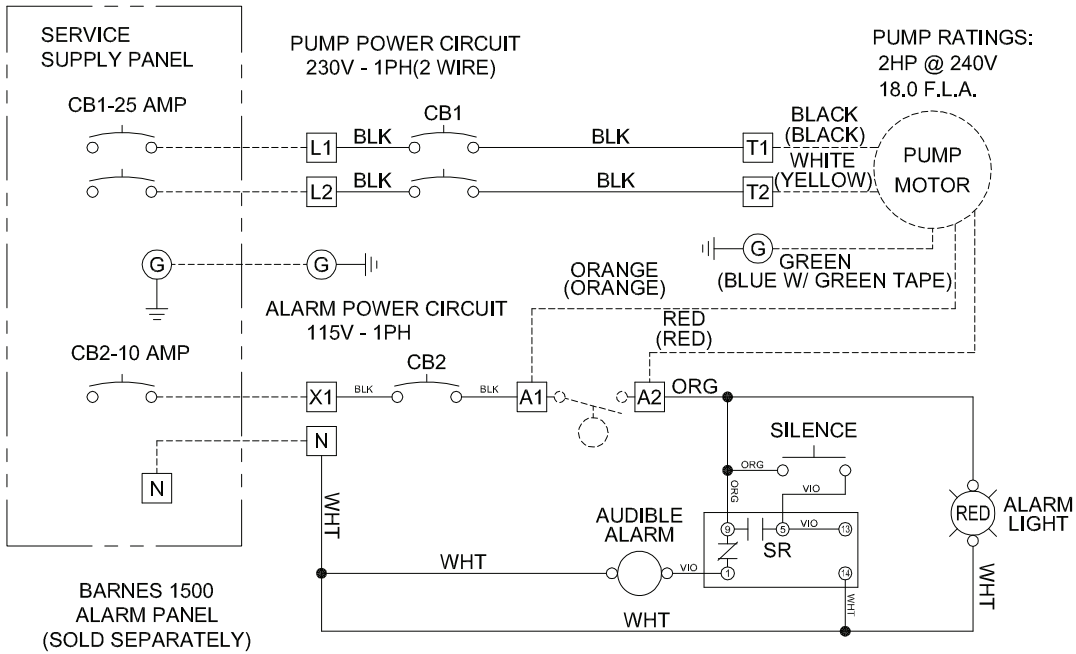 SERVICE
SUPPLY PANEL
PUMP POWER CIRCUIT
230V - 1PH(2 WIRE)
PUMP RATINGS:
2HP @ 240V
18.0 F.L.A.
CB1-25 AMP
CB1
BLACK
(BLACK)
L1
BLK
BLK
T1
WHITE
(YELLOW)
L2
BLK
BLK
T2
PUMP
MOTOR
G
G
G
GREEN
(BLUE W/ GREEN TAPE)
ORANGE
(ORANGE)
ALARM POWER CIRCUIT
115V - 1PH
RED
(RED)
CB2-10 AMP
CB2
X1
BLK
BLK
A1
A2
ORG
N
N
SILENCE
ORG
ORG
VIO
WHT
AUDIBLE
ALARM
9
5
VIO
13
SR
RED
ALARM
LIGHT
WHT
VIO
1
14
WHT
WHT
WHT
BARNES 1500
ALARM PANEL
(SOLD SEPARATELY)